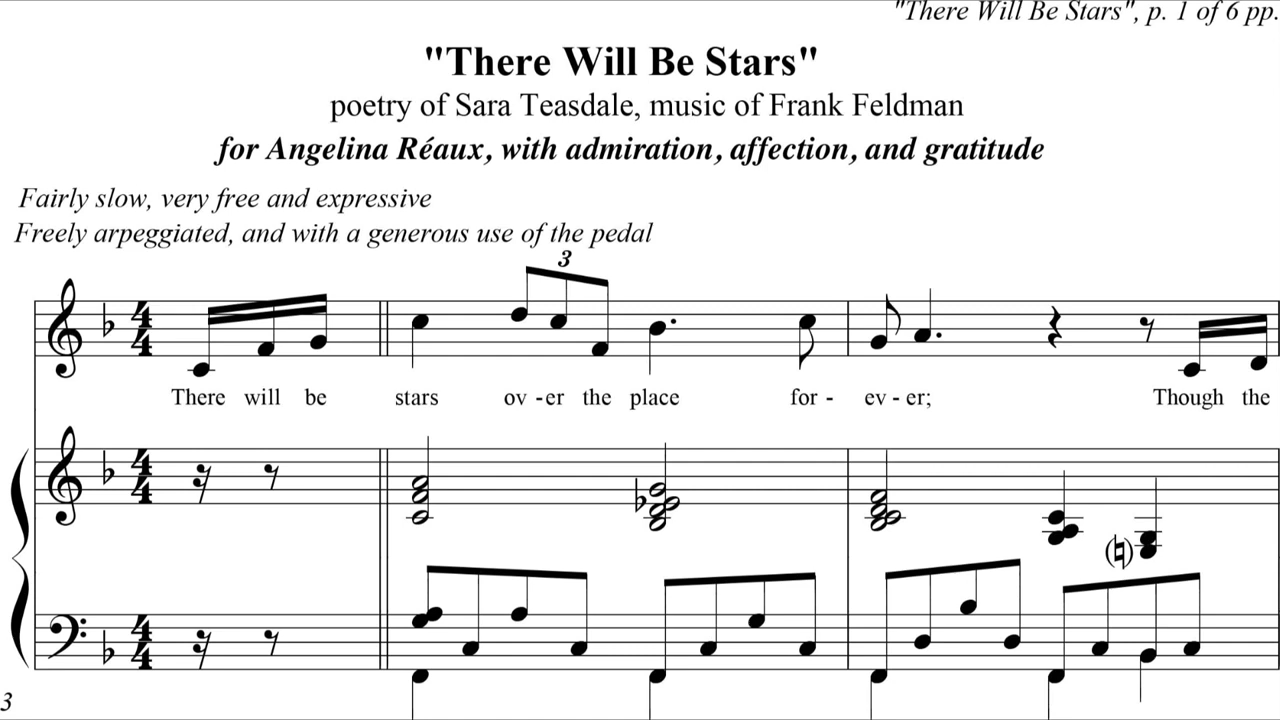 "There Will Be Stars", p. 1 of 6 pp.
"There Will Be Stars"
poetry of Sara Teasdale, music of Frank Feldman
for Angelina Réaux, with admiration, affection, and gratitude
Fairly slow, very free and expressive
Freely arpeggiated, and with a generous use of the pedal
3
There will be stars ov - er the place for - ev - er; Though the
3